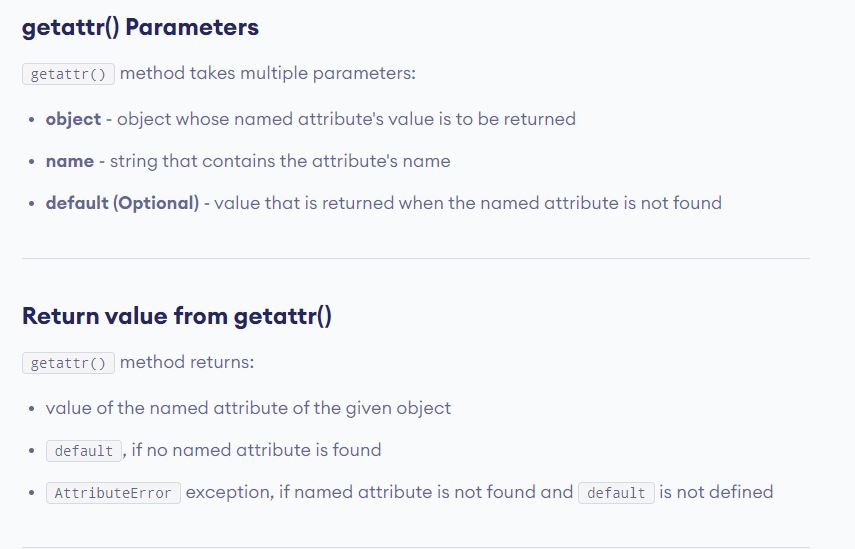 getattr() Parameters
getattr() method takes multiple parameters:
• object - object whose named attribute's value is to be returned
• name - string that contains the attribute's name
• default (Optional) - value that is returned when the named attribute is not found
Return value from getattr()
getattr() method returns:
• value of the named attribute of the given object
• default, if no named attribute is found
• AttributeError exception, if named attribute is not found and default is not defined